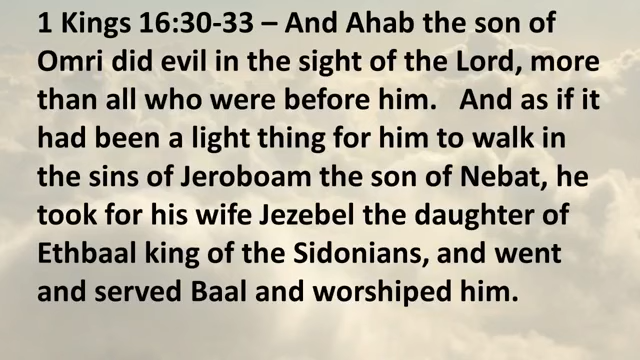 1 Kings 16:30-33 – And Ahab the son of
Omri did evil in the sight of the Lord, more
than all who were before him.   And as if it
had been a light thing for him to walk in
the sins of Jeroboam the son of Nebat, he
took for his wife Jezebel the daughter of
Ethbaal king of the Sidonians, and went
and served Baal and worshiped him.